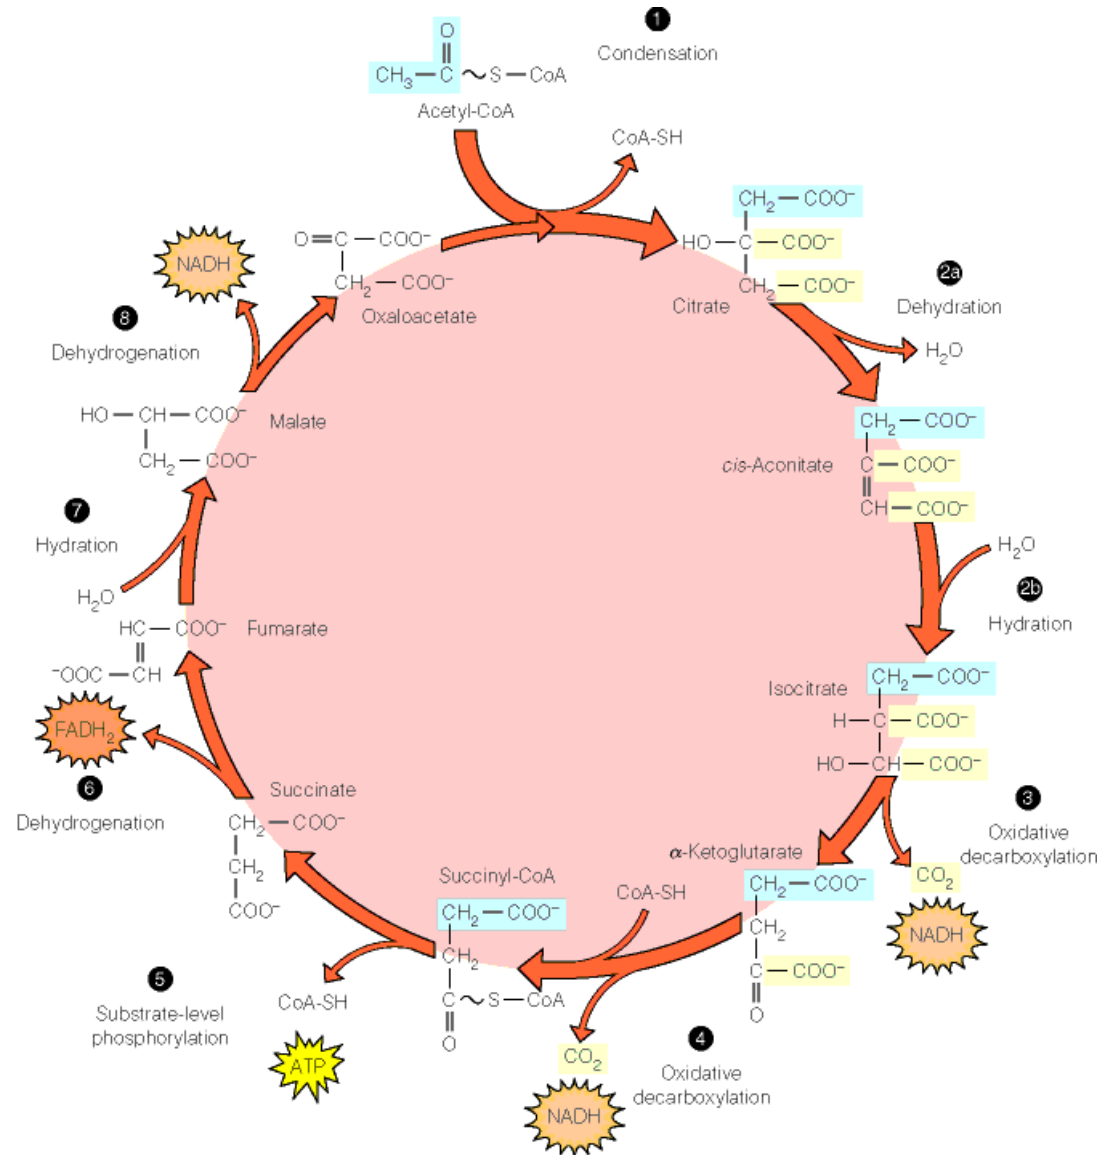 1
Condensation
O
CH₃ — C ~ S — CoA
Acetyl-CoA
CoA-SH
CH₂ — COO⁻
HO — C — COO⁻
CH₂ — COO⁻
Citrate
2a
Dehydration
H₂O
CH₂ — COO⁻
C — COO⁻
CH — COO⁻
cis-Aconitate
H₂O
2b
Hydration
Isocitrate
CH₂ — COO⁻
H — C — COO⁻
HO — CH — COO⁻
3
Oxidative
decarboxylation
CO₂
NADH
α-Ketoglutarate
CH₂ — COO⁻
CH₂
C — COO⁻
O
CoA-SH
4
Oxidative
decarboxylation
CO₂
NADH
Succinyl-CoA
CH₂ — COO⁻
CH₂
C ~ S — CoA
O
5
Substrate-level
phosphorylation
CoA-SH
ATP
Succinate
CH₂ — COO⁻
CH₂
COO⁻
6
Dehydrogenation
FADH₂
HC — COO⁻
⁻OOC — CH
Fumarate
7
Hydration
H₂O
HO — CH — COO⁻
CH₂ — COO⁻
Malate
8
Dehydrogenation
NADH
O = C — COO⁻
CH₂ — COO⁻
Oxaloacetate